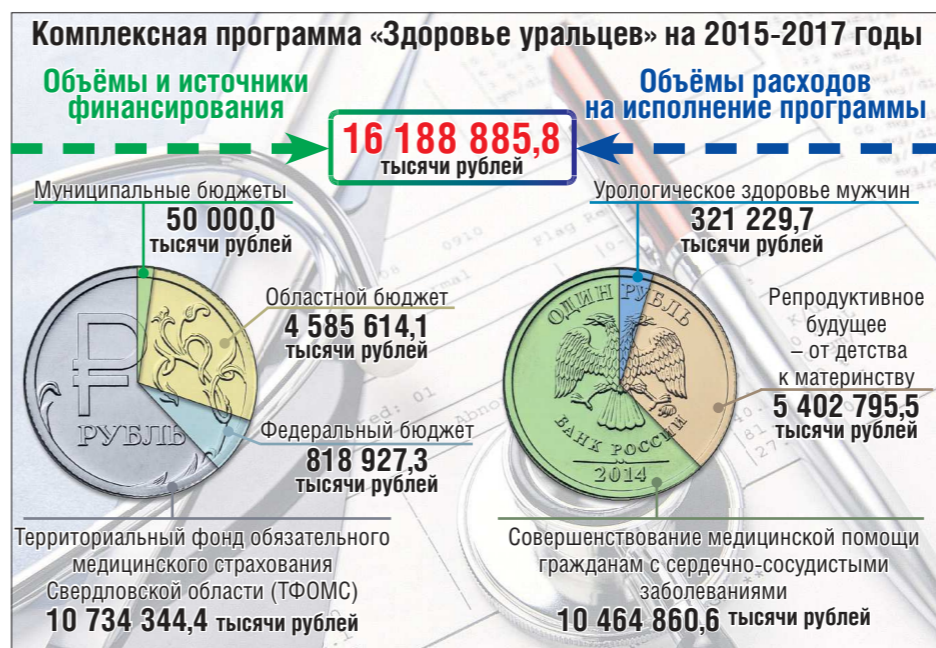 Комплексная программа «Здоровье уральцев» на 2015-2017 годы
Объёмы и источники
финансирования
Объёмы расходов
на исполнение программы
16 188 885,8
тысячи рублей
Муниципальные бюджеты
50 000,0
тысячи рублей
Областной бюджет
4 585 614,1
тысячи рублей
Федеральный бюджет
818 927,3
тысячи рублей
Территориальный фонд обязательного
медицинского страхования
Свердловской области (ТФОМС)
10 734 344,4 тысячи рублей
РУБЛЬ
Урологическое здоровье мужчин
321 229,7
тысячи рублей
Репродуктивное
будущее
– от детства
к материнству
5 402 795,5
тысячи рублей
ОДИН РУБЛЬ
БАНК РОССИИ
2014
Совершенствование медицинской помощи
гражданам с сердечно-сосудистыми
заболеваниями
10 464 860,6 тысячи рублей